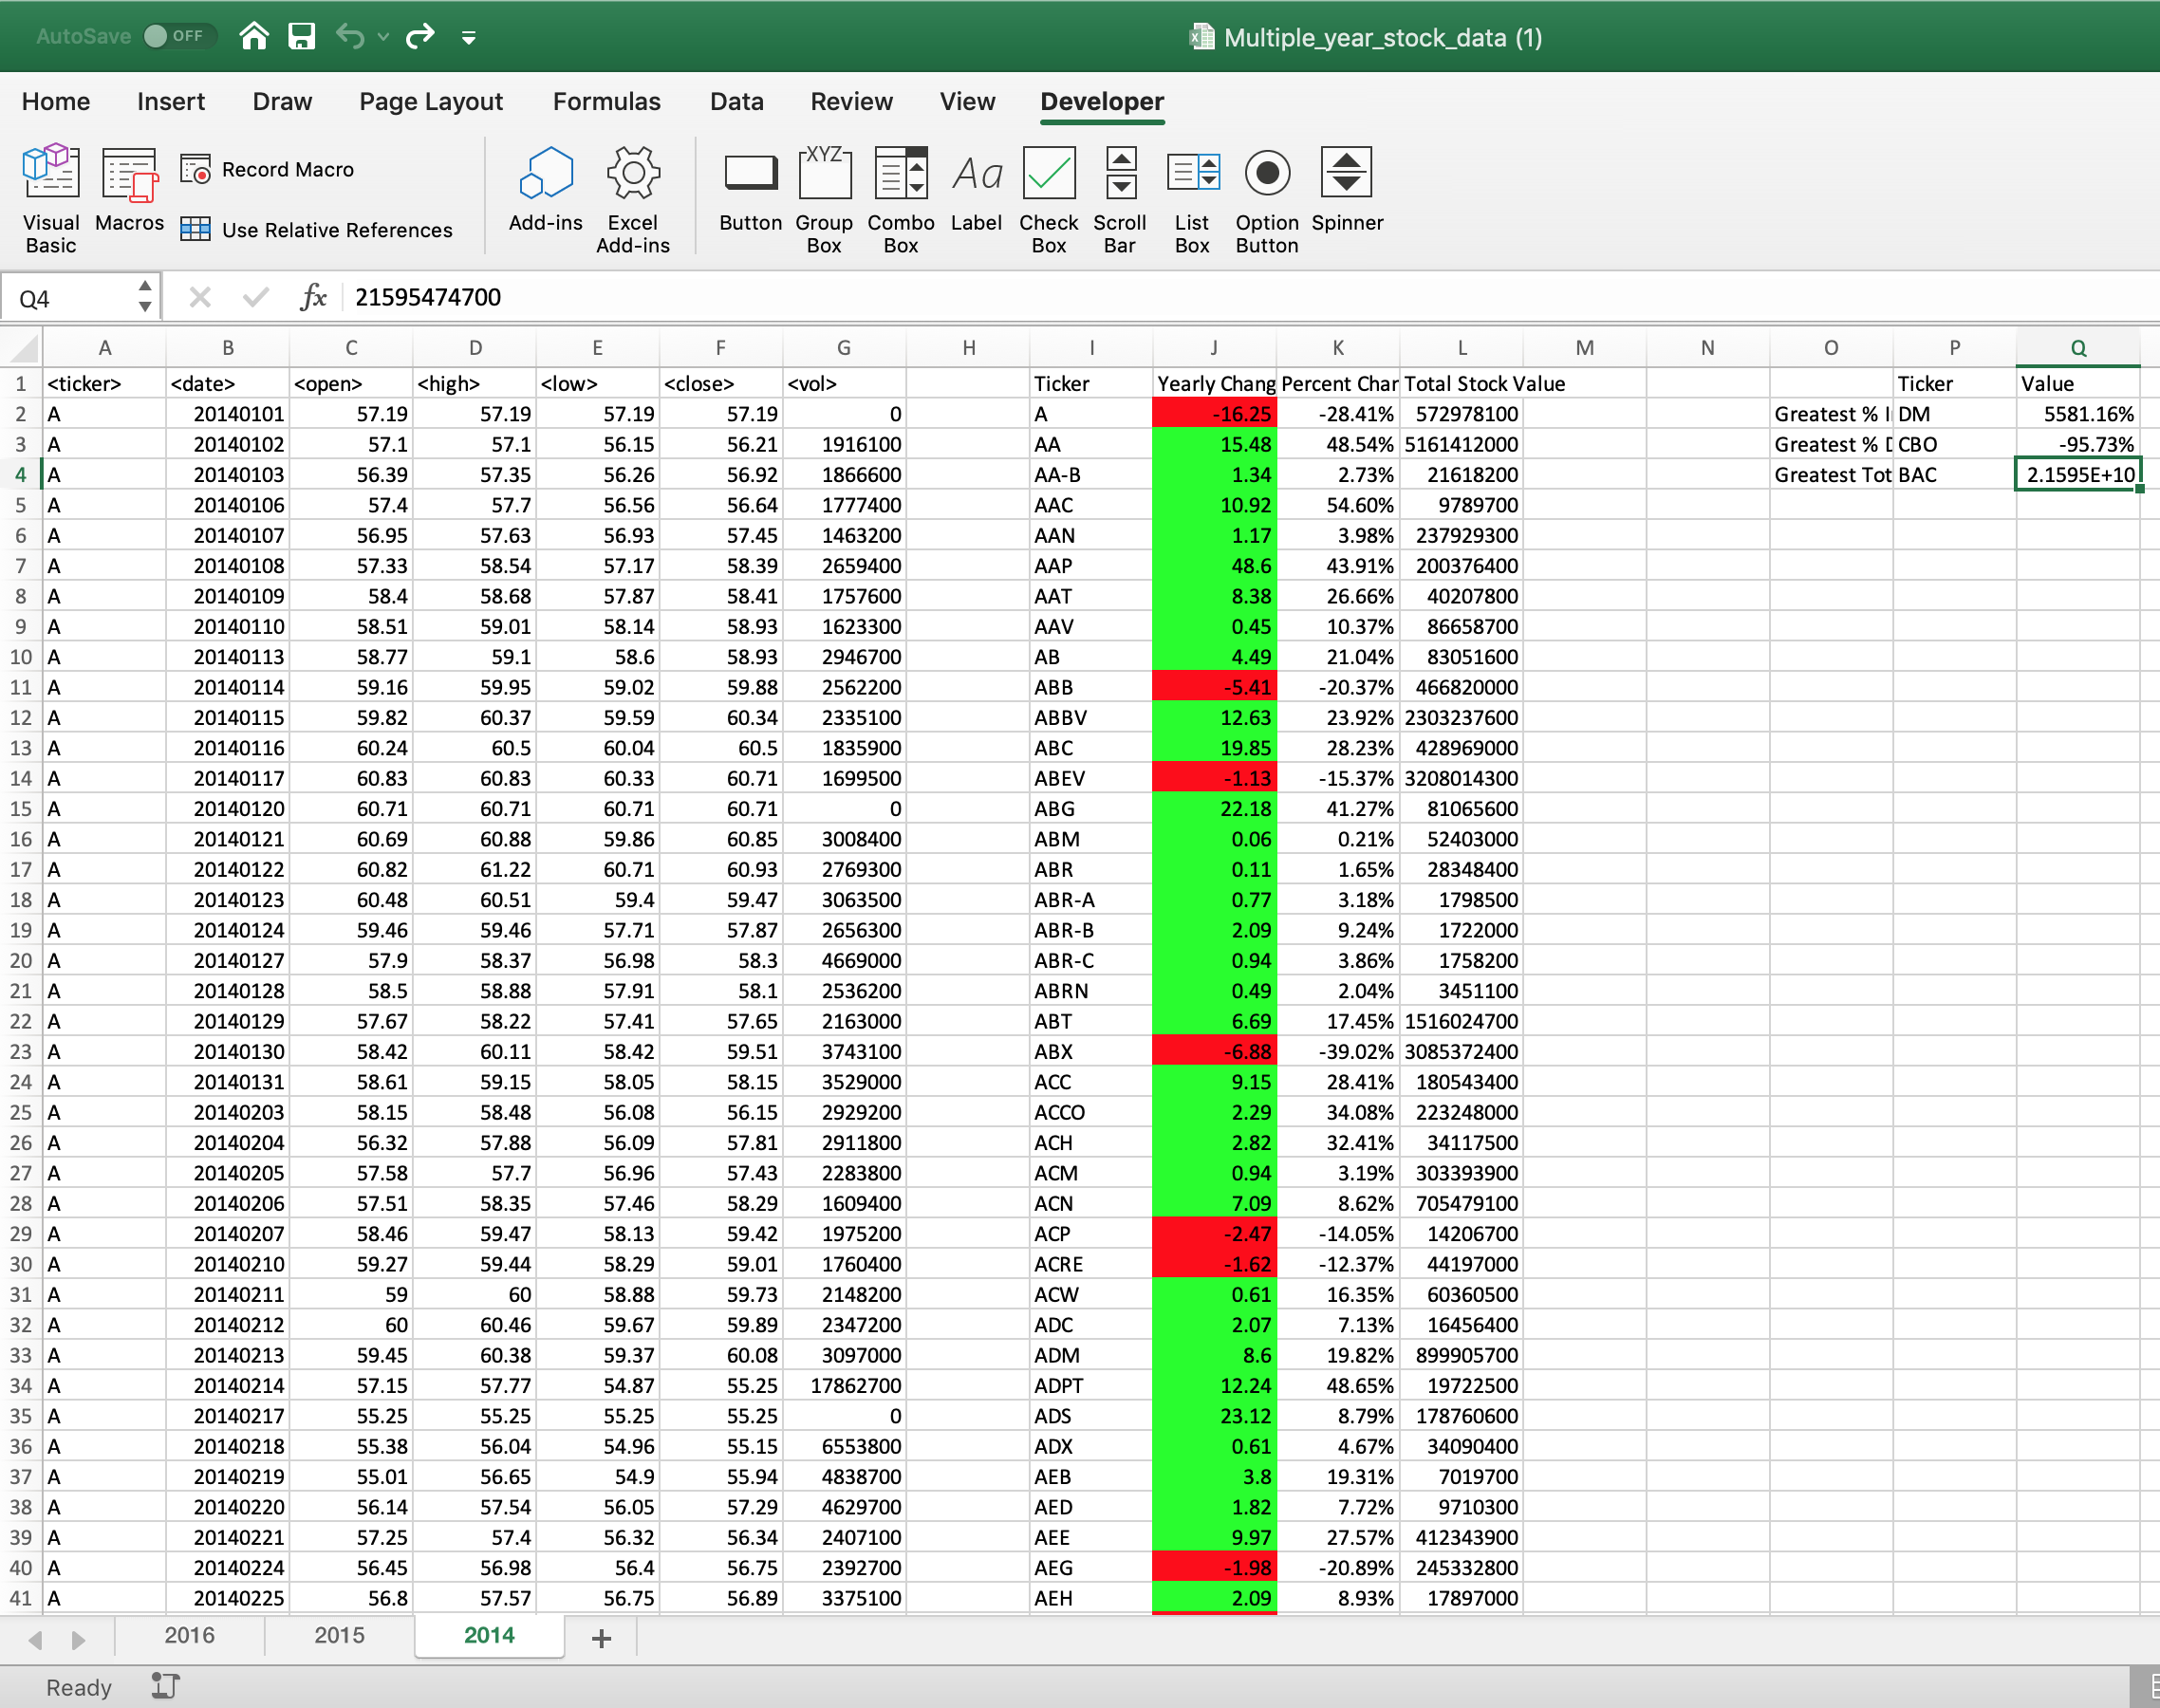 AutoSave OFF Multiple_year_stock_data (1)
Home Insert Draw Page Layout Formulas Data Review View Developer
Visual Basic Macros Record Macro Use Relative References Add-ins Excel Add-ins Button Group Box Combo Box Label Check Box Scroll Bar List Box Option Button Spinner
XYZ Aa
Q4 fx 21595474700
A B C D E F G H I J K L M N O P Q
1 <ticker> <date> <open> <high> <low> <close> <vol> Ticker Yearly Chang Percent Char Total Stock Value Ticker Value
2 A 20140101 57.19 57.19 57.19 57.19 0 A -16.25 -28.41% 572978100 Greatest % I DM 5581.16%
3 A 20140102 57.1 57.1 56.15 56.21 1916100 AA 15.48 48.54% 5161412000 Greatest % D CBO -95.73%
4 A 20140103 56.39 57.35 56.26 56.92 1866600 AA-B 1.34 2.73% 21618200 Greatest Tot BAC 2.1595E+10
5 A 20140106 57.4 57.7 56.56 56.64 1777400 AAC 10.92 54.60% 9789700
6 A 20140107 56.95 57.63 56.93 57.45 1463200 AAN 1.17 3.98% 237929300
7 A 20140108 57.33 58.54 57.17 58.39 2659400 AAP 48.6 43.91% 200376400
8 A 20140109 58.4 58.68 57.87 58.41 1757600 AAT 8.38 26.66% 40207800
9 A 20140110 58.51 59.01 58.14 58.93 1623300 AAV 0.45 10.37% 86658700
10 A 20140113 58.77 59.1 58.6 58.93 2946700 AB 4.49 21.04% 83051600
11 A 20140114 59.16 59.95 59.02 59.88 2562200 ABB -5.41 -20.37% 466820000
12 A 20140115 59.82 60.37 59.59 60.34 2335100 ABBV 12.63 23.92% 2303237600
13 A 20140116 60.24 60.5 60.04 60.5 1835900 ABC 19.85 28.23% 428969000
14 A 20140117 60.83 60.83 60.33 60.71 1699500 ABEV -1.13 -15.37% 3208014300
15 A 20140120 60.71 60.71 60.71 60.71 0 ABG 22.18 41.27% 81065600
16 A 20140121 60.69 60.88 59.86 60.85 3008400 ABM 0.06 0.21% 52403000
17 A 20140122 60.82 61.22 60.71 60.93 2769300 ABR 0.11 1.65% 28348400
18 A 20140123 60.48 60.51 59.4 59.47 3063500 ABR-A 0.77 3.18% 1798500
19 A 20140124 59.46 59.46 57.71 57.87 2656300 ABR-B 2.09 9.24% 1722000
20 A 20140127 57.9 58.37 56.98 58.3 4669000 ABR-C 0.94 3.86% 1758200
21 A 20140128 58.5 58.88 57.91 58.1 2536200 ABRN 0.49 2.04% 3451100
22 A 20140129 57.67 58.22 57.41 57.65 2163000 ABT 6.69 17.45% 1516024700
23 A 20140130 58.42 60.11 58.42 59.51 3743100 ABX -6.88 -39.02% 3085372400
24 A 20140131 58.61 59.15 58.05 58.15 3529000 ACC 9.15 28.41% 180543400
25 A 20140203 58.15 58.48 56.08 56.15 2929200 ACCO 2.29 34.08% 223248000
26 A 20140204 56.32 57.88 56.09 57.81 2911800 ACH 2.82 32.41% 34117500
27 A 20140205 57.58 57.7 56.96 57.43 2283800 ACM 0.94 3.19% 303393900
28 A 20140206 57.51 58.35 57.46 58.29 1609400 ACN 7.09 8.62% 705479100
29 A 20140207 58.46 59.47 58.13 59.42 1975200 ACP -2.47 -14.05% 14206700
30 A 20140210 59.27 59.44 58.29 59.01 1760400 ACRE -1.62 -12.37% 44197000
31 A 20140211 59 60 58.88 59.73 2148200 ACW 0.61 16.35% 60360500
32 A 20140212 60 60.46 59.67 59.89 2347200 ADC 2.07 7.13% 16456400
33 A 20140213 59.45 60.38 59.37 60.08 3097000 ADM 8.6 19.82% 899905700
34 A 20140214 57.15 57.77 54.87 55.25 17862700 ADPT 12.24 48.65% 19722500
35 A 20140217 55.25 55.25 55.25 55.25 0 ADS 23.12 8.79% 178760600
36 A 20140218 55.38 56.04 54.96 55.15 6553800 ADX 0.61 4.67% 34090400
37 A 20140219 55.01 56.65 54.9 55.94 4838700 AEB 3.8 19.31% 7019700
38 A 20140220 56.14 57.54 56.05 57.29 4629700 AED 1.82 7.72% 9710300
39 A 20140221 57.25 57.4 56.32 56.34 2407100 AEE 9.97 27.57% 412343900
40 A 20140224 56.45 56.98 56.4 56.75 2392700 AEG -1.98 -20.89% 245332800
41 A 20140225 56.8 57.57 56.75 56.89 3375100 AEH 2.09 8.93% 17897000
2016 2015 2014 +
Ready